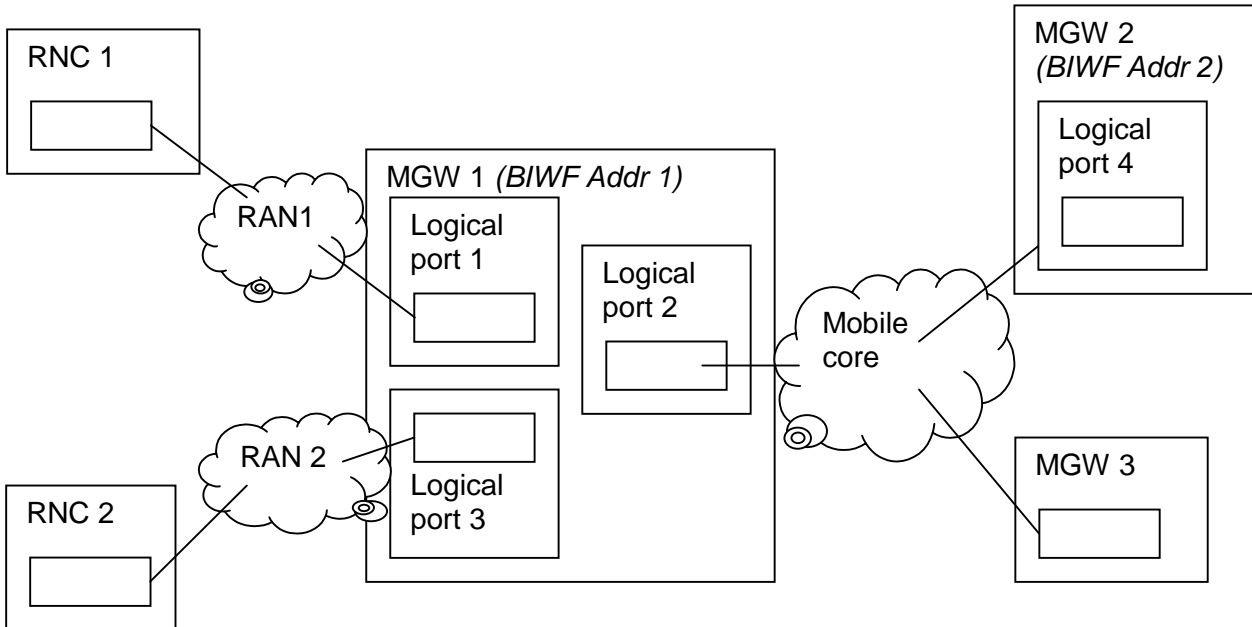 RNC 1
RAN1
MGW 1 (BIWF Addr 1)
Logical
port 1
Logical
port 2
RAN 2
Logical
port 3
RNC 2
Mobile
core
MGW 2
(BIWF Addr 2)
Logical
port 4
MGW 3